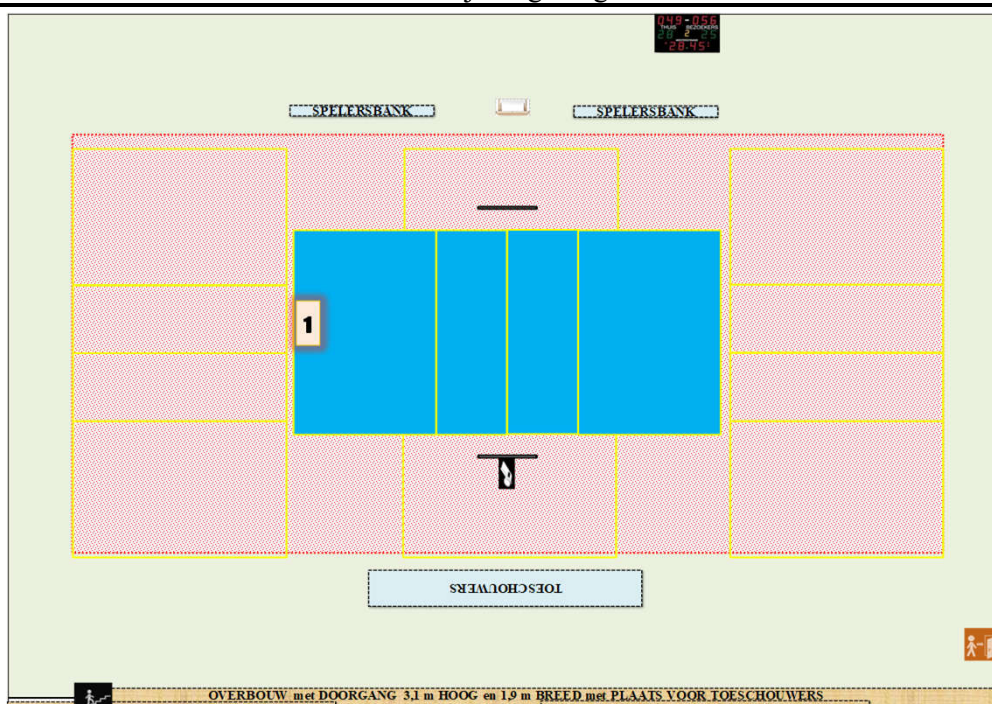 049-056
THUIS BEZOEKERS
28 2 25
28.45
SPELERSBANK
SPELERSBANK
1
TOESCHOUWERS
OVERBOUW met DOORGANG 3,1 m HOOG en 1,9 m BREED met PLAATS VOOR TOESCHOUWERS